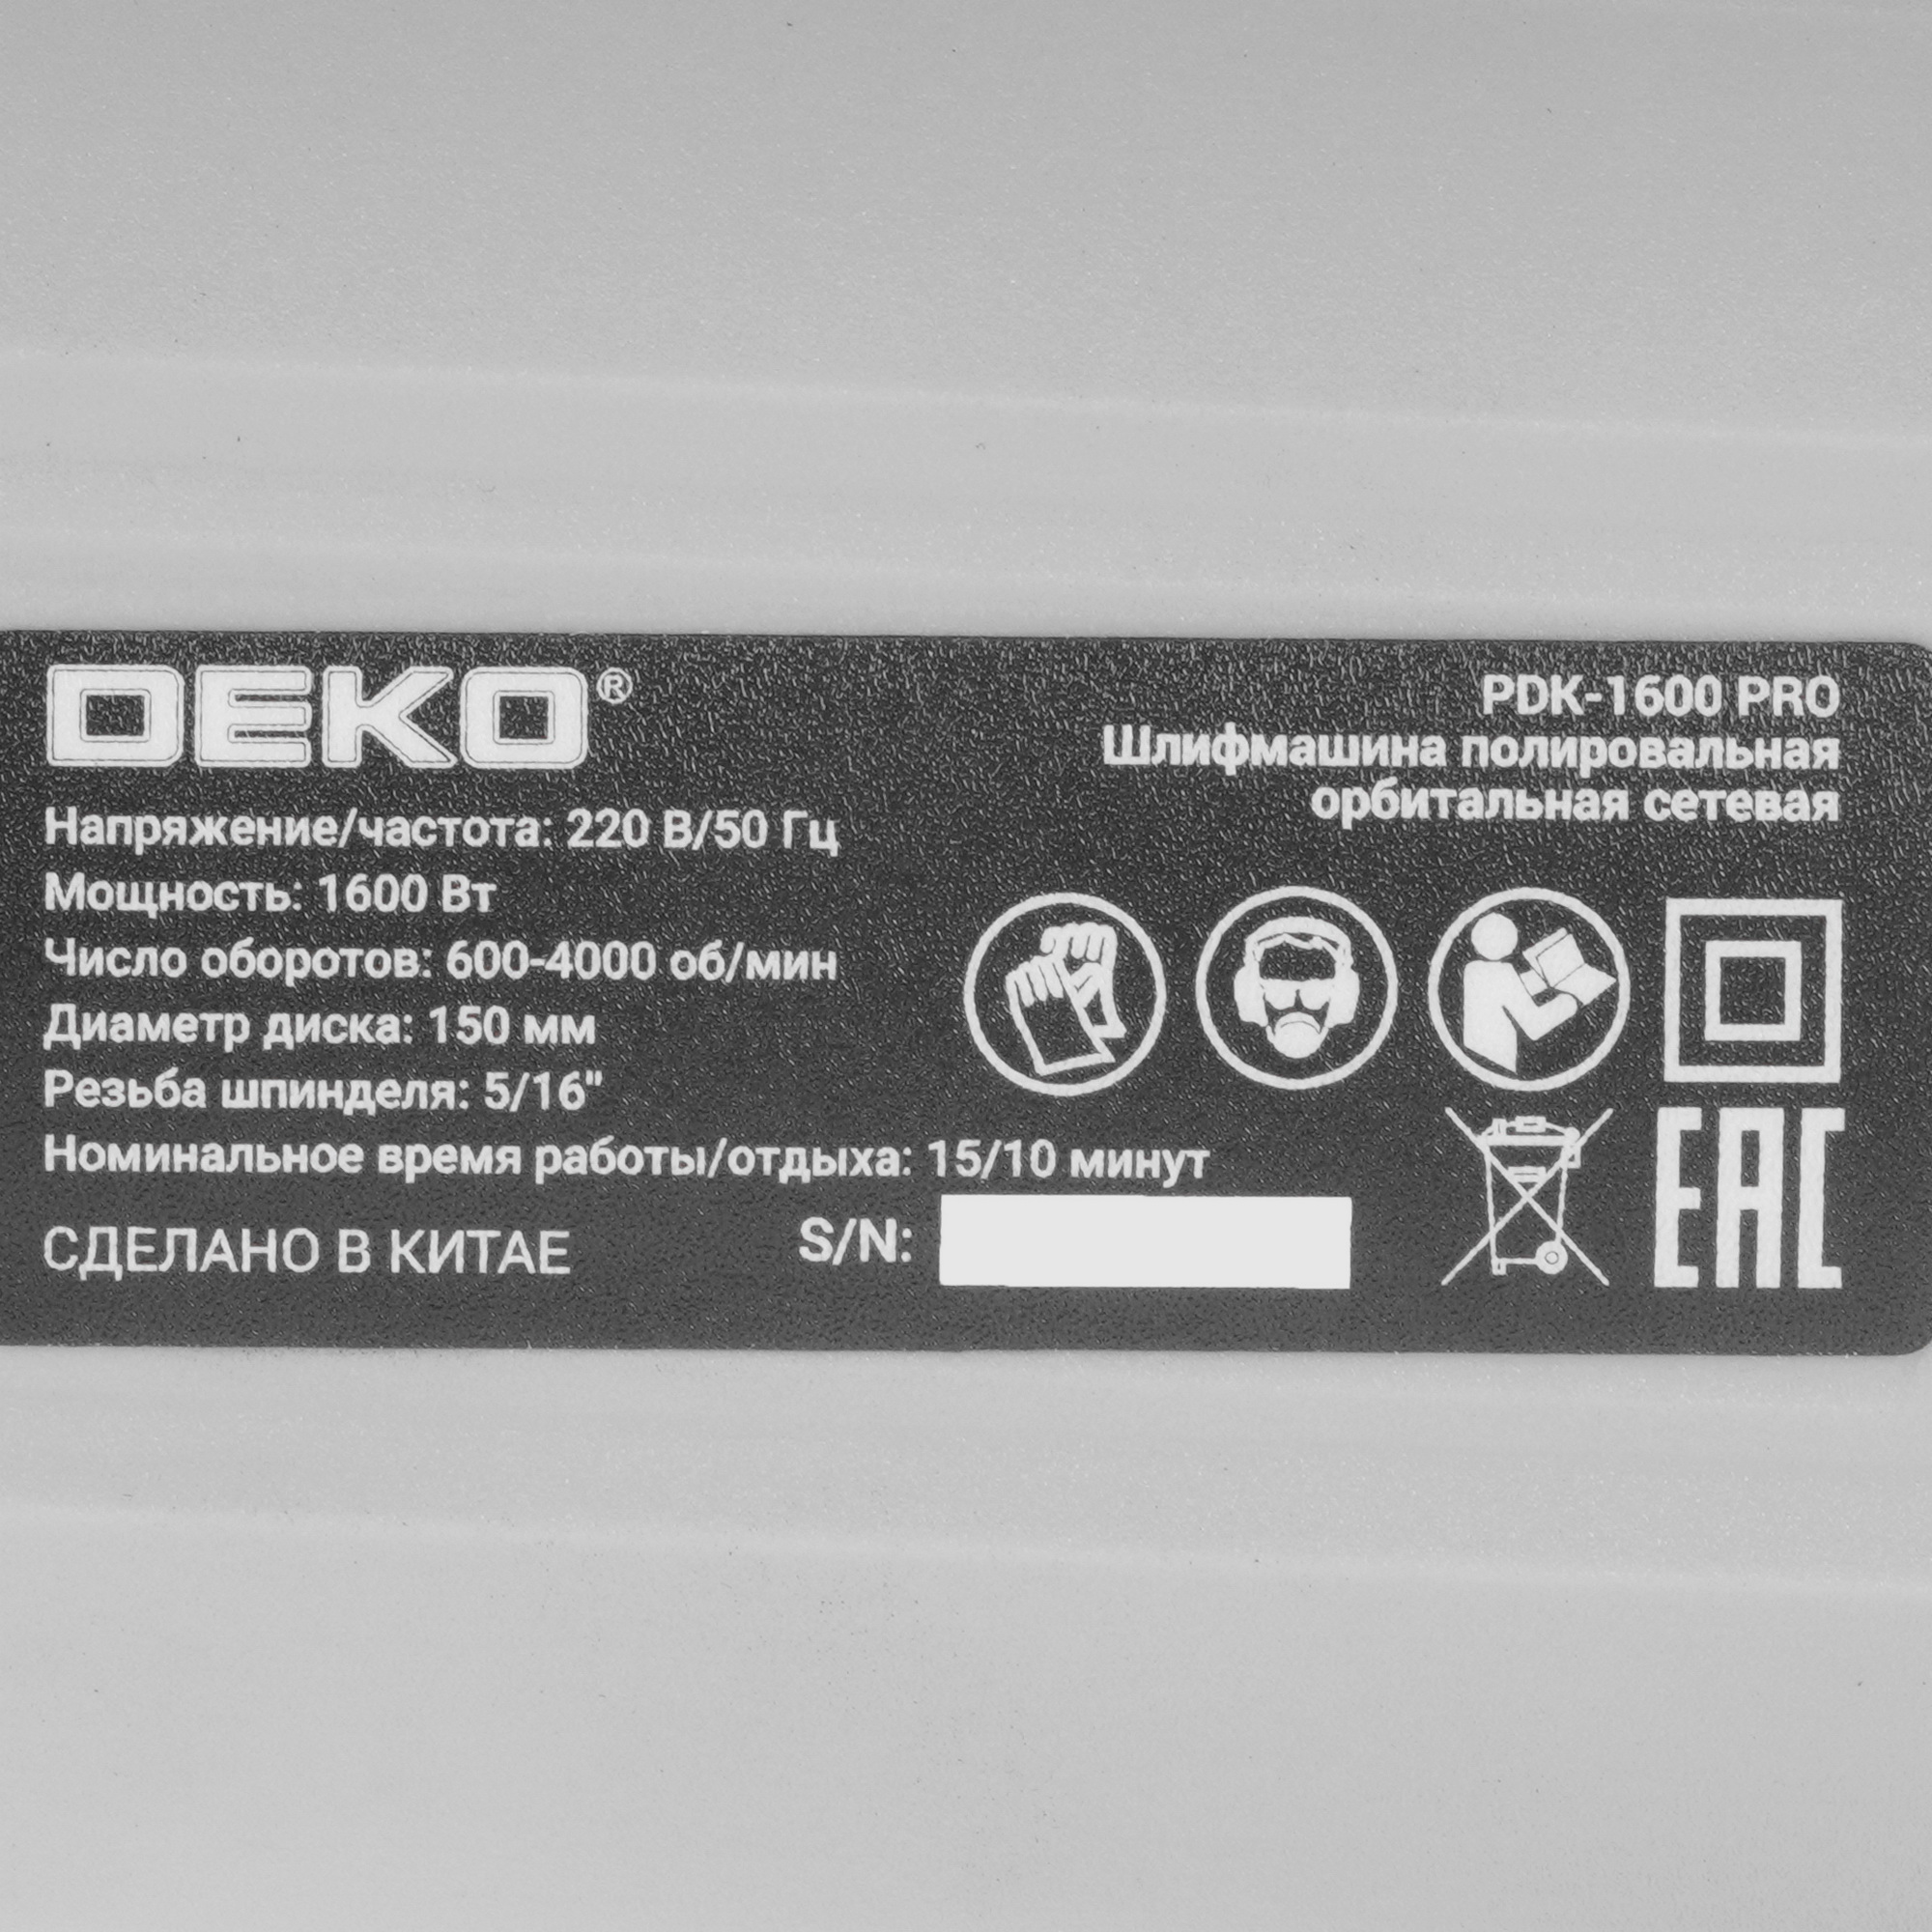 DEKO®
PDK-1600 PRO
Шлифмашина полировальная
орбитальная сетевая
Напряжение/частота: 220 В/50 Гц
Мощность: 1600 Вт
Число оборотов: 600-4000 об/мин
Диаметр диска: 150 мм
Резьба шпинделя: 5/16"
Номинальное время работы/отдыха: 15/10 минут
СДЕЛАНО В КИТАЕ
S/N:
EAC